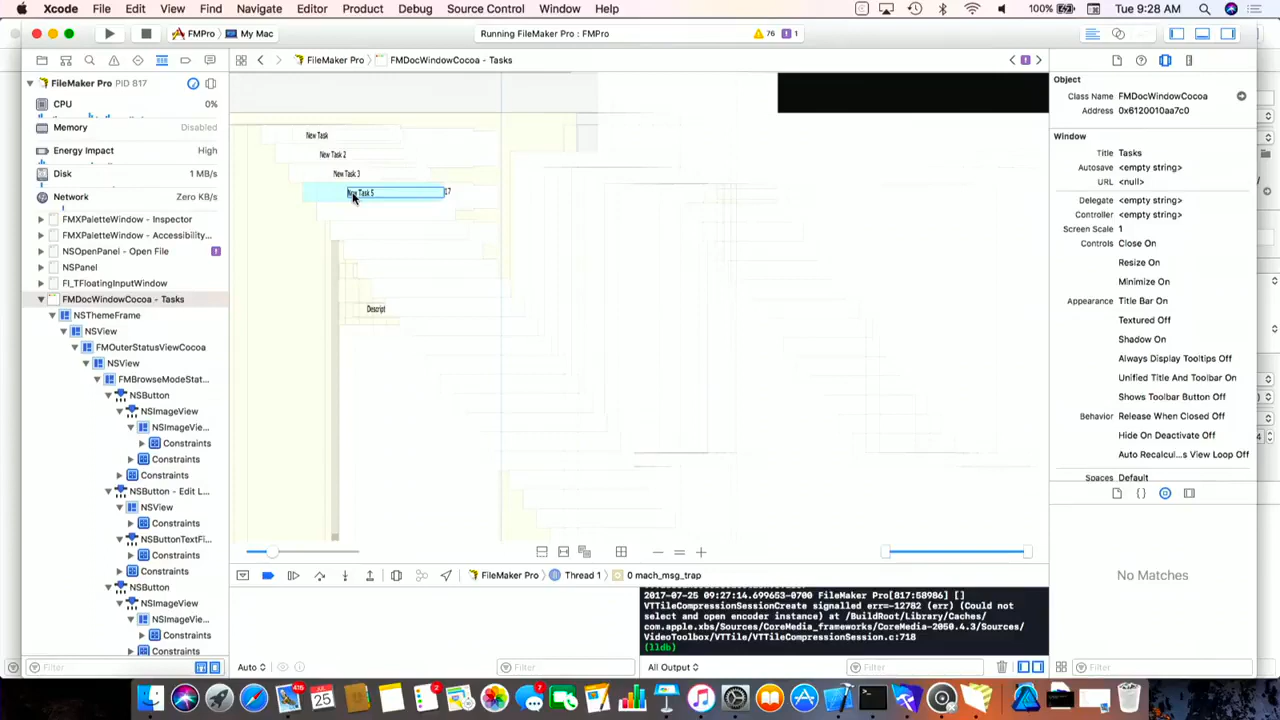 Xcode File Edit View Find Navigate Editor Product Debug Source Control Window Help 100% Tue 9:28 AM
FMPro My Mac Running FileMaker Pro : FMPro 76 1
FileMaker Pro FMDocWindowCocoa - Tasks
FileMaker Pro PID 817
CPU 0%
Memory Disabled
Energy Impact High
Disk 1 MB/s
Network Zero KB/s
FMXPaletteWindow - Inspector
FMXPaletteWindow - Accessibility...
NSOpenPanel - Open File
NSPanel
FI_TFloatingInputWindow
FMDocWindowCocoa - Tasks
NSThemeFrame
NSView
FMOuterStatusViewCocoa
NSView
FMBrowseModeStat...
NSButton
NSImageView
NSImageVie...
Constraints
Constraints
Constraints
NSButton - Edit L...
NSView
Constraints
NSButtonTextFi...
Constraints
Constraints
NSButton
NSImageView
NSImageVie...
Constraints
Constraints
Filter
New Task
New Task 2
New Task 3
New Task 5 17
Descript
FileMaker Pro Thread 1 0 mach_msg_trap
2017-07-25 09:27:14.699653-0700 FileMaker Pro[817:58986] []
VTTileCompressionSessionCreate signalled err=-12782 (err) (Could not
select and open encoder instance) at /BuildRoot/Library/Caches/
com.apple.xbs/Sources/CoreMedia_frameworks/CoreMedia-2050.4.3/Sources/
VideoToolbox/VTTile/VTTileCompressionSession.c:718
(lldb)
Auto Filter All Output Filter
Object
Class Name FMDocWindowCocoa
Address 0x6120010aa7c0
Window
Title Tasks
Autosave <empty string>
URL <null>
Delegate <empty string>
Controller <empty string>
Screen Scale 1
Controls Close On
Resize On
Minimize On
Appearance Title Bar On
Textured Off
Shadow On
Always Display Tooltips Off
Unified Title And Toolbar On
Shows Toolbar Button Off
Behavior Release When Closed Off
Hide On Deactivate Off
Auto Recalcul...s View Loop Off
Spaces Default
No Matches
Filter
416 JUL 25 2 7